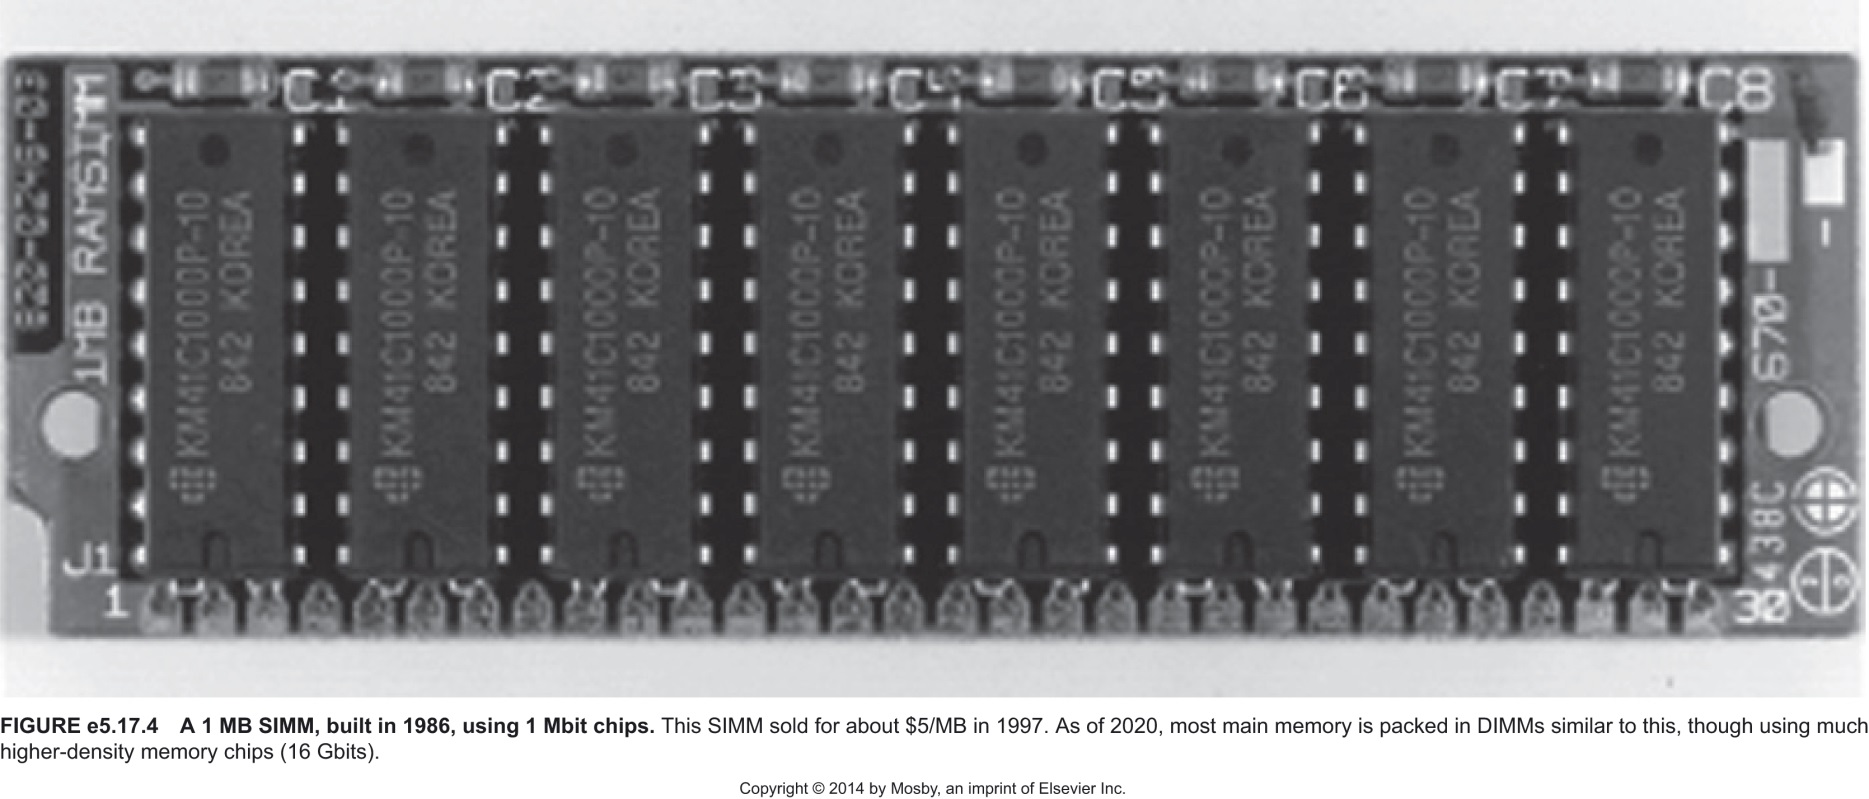 822-0246-03
1MB RAMSIMM
C2
C3
C8
KM41C1000P-10
842 KOREA
KM41C1000P-10
842 KOREA
KM41C1000P-10
842 KOREA
KM41C1000P-10
842 KOREA
KM41C1000P-10
842 KOREA
KM41C1000P-10
842 KOREA
KM41C1000P-10
842 KOREA
KM41C1000P-10
842 KOREA
670-
J1
1
30
FIGURE e5.17.4 A 1 MB SIMM, built in 1986, using 1 Mbit chips. This SIMM sold for about $5/MB in 1997. As of 2020, most main memory is packed in DIMMs similar to this, though using much
higher-density memory chips (16 Gbits).
Copyright © 2014 by Mosby, an imprint of Elsevier Inc.